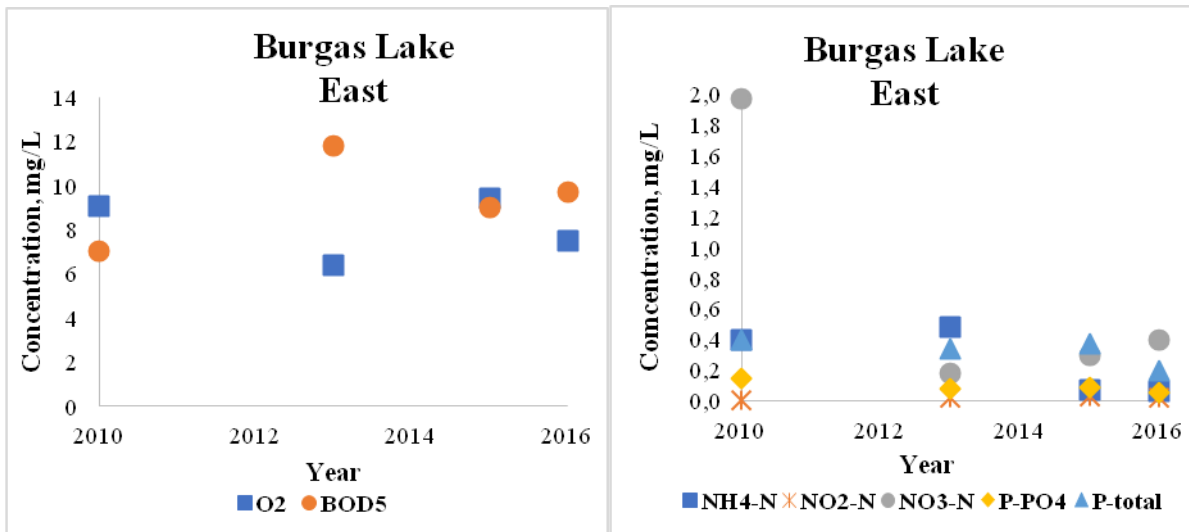 Burgas Lake
East
Concentration, mg/L
14
12
10
8
6
4
2
0
2010 2012 2014 2016
Year
O2 BOD5
Burgas Lake
East
Comcentration, mg/L
2,0
1,8
1,6
1,4
1,2
1,0
0,8
0,6
0,4
0,2
0,0
2010 2012 2014 2016
Year
NH4-N NO2-N NO3-N P-PO4 P-total